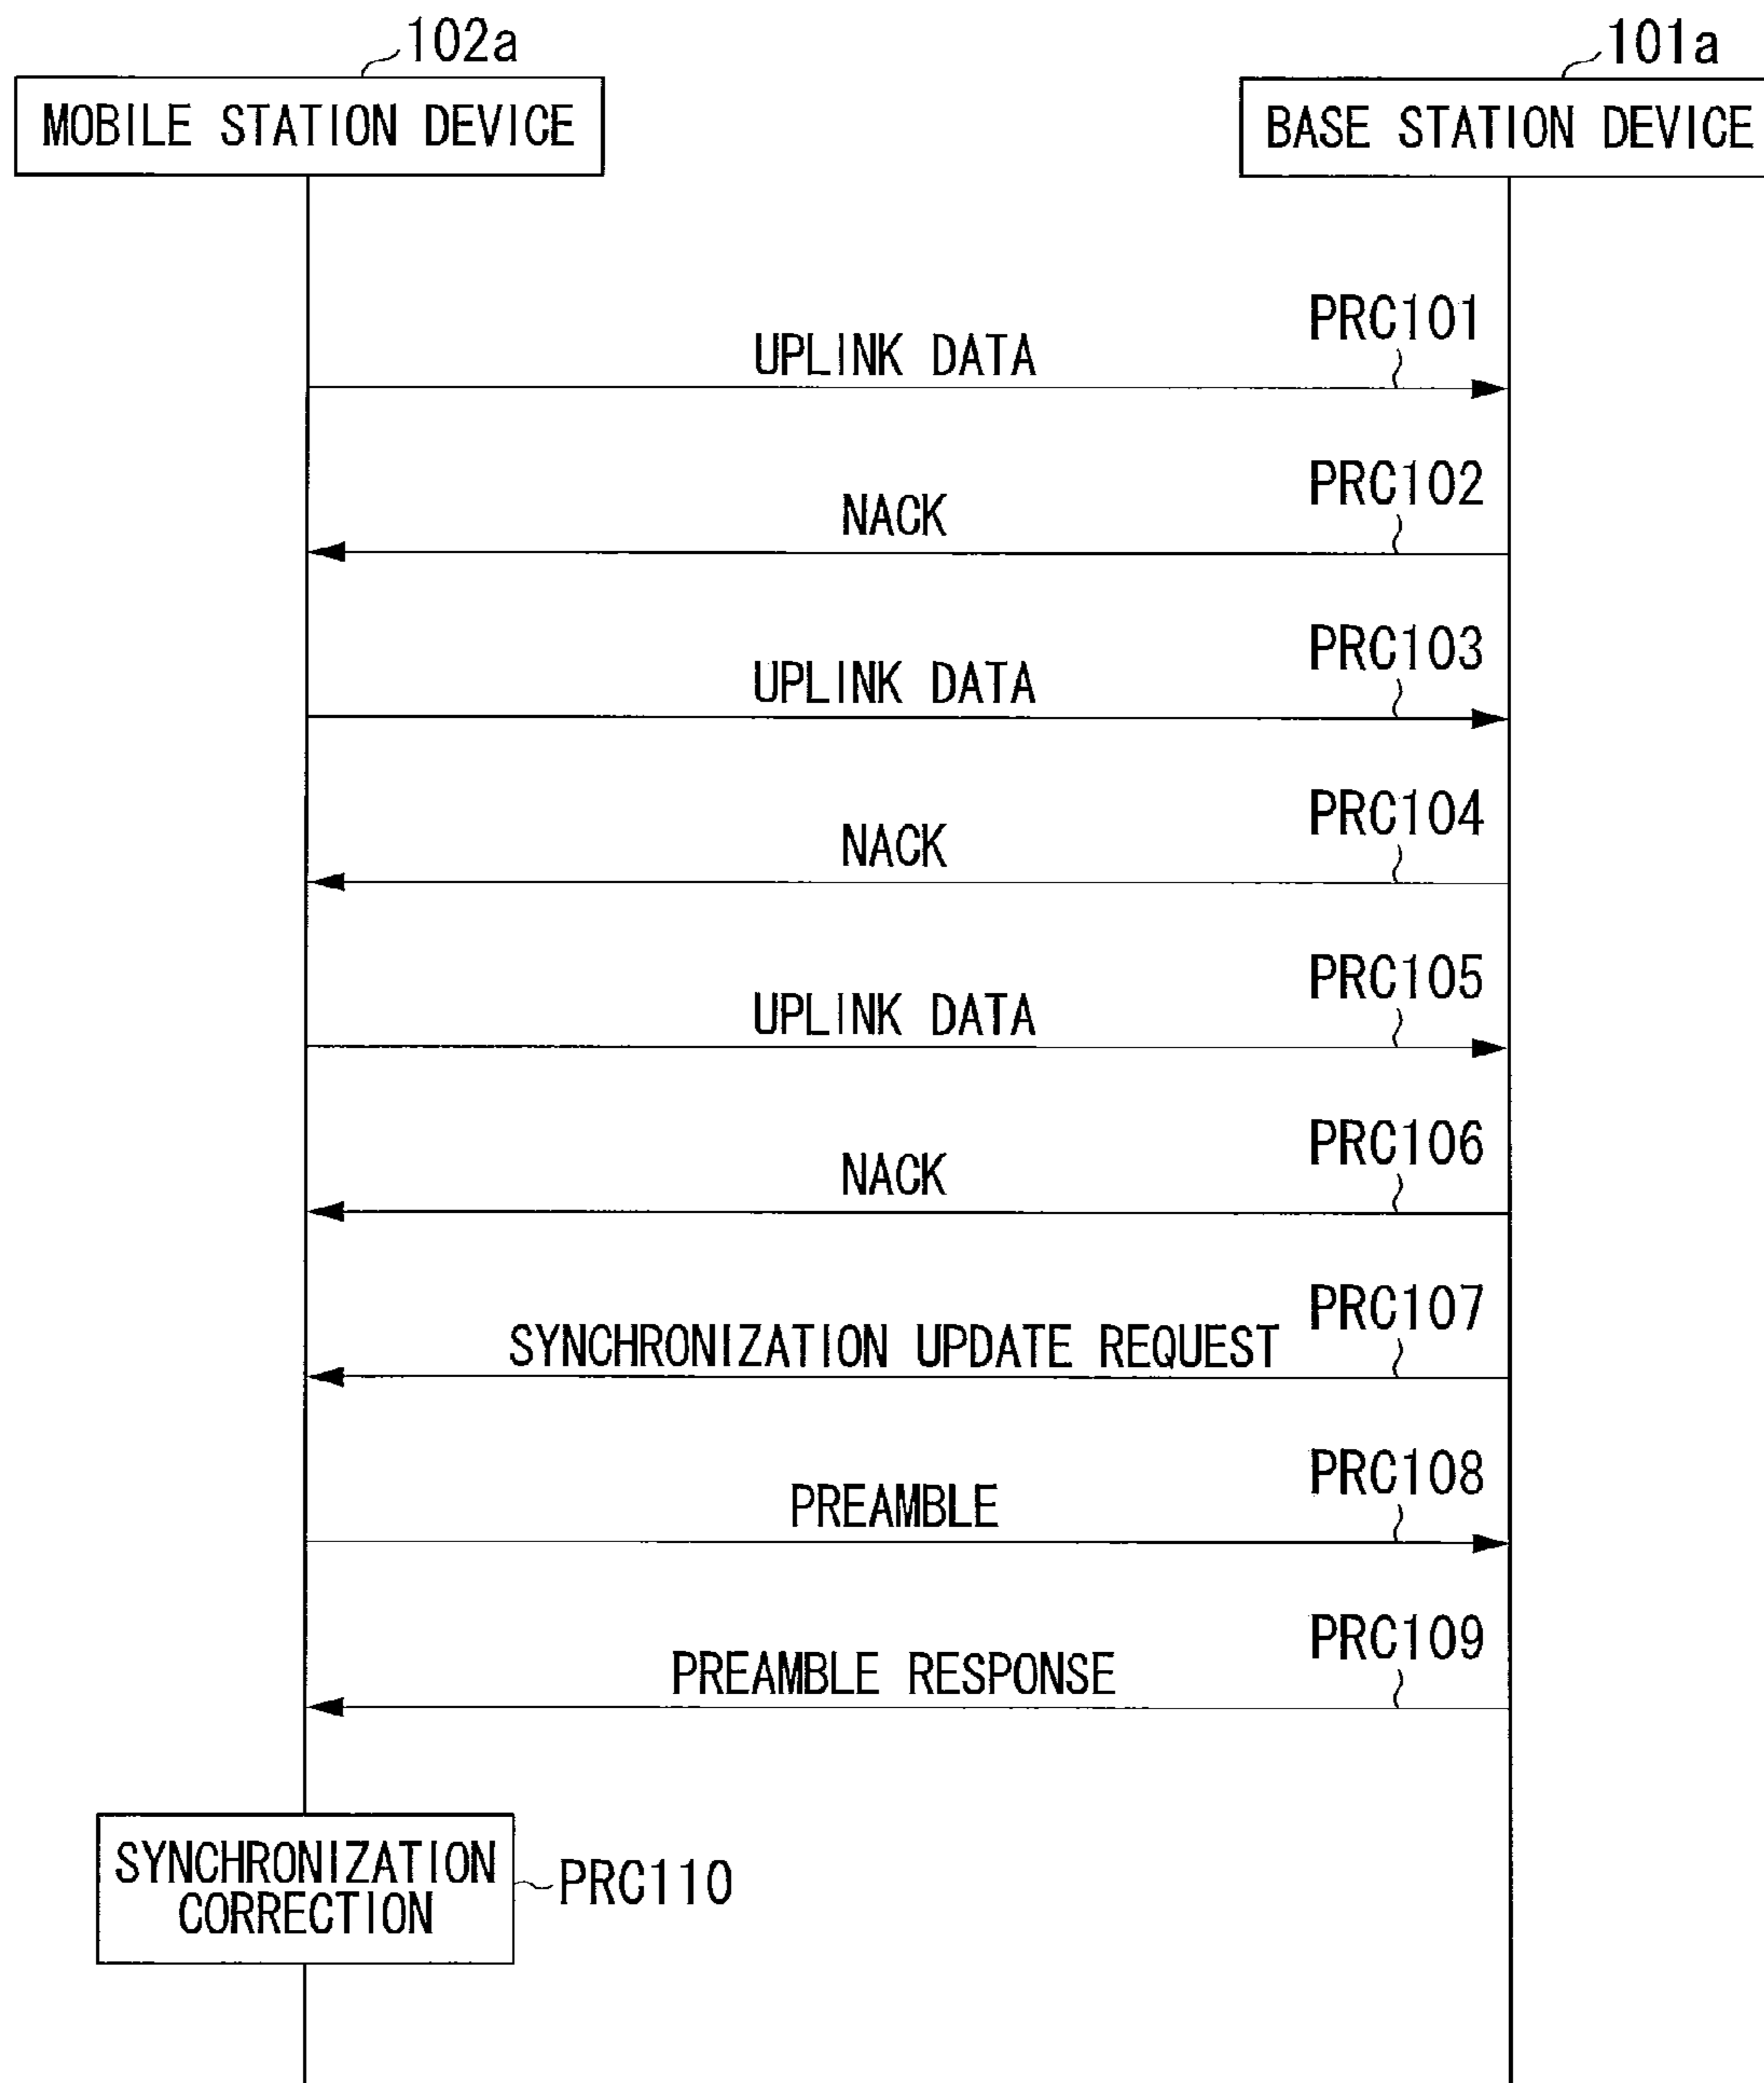 102a
101a
MOBILE STATION DEVICE
BASE STATION DEVICE
PRC101
UPLINK DATA
PRC102
NACK
PRC103
UPLINK DATA
PRC104
NACK
PRC105
UPLINK DATA
PRC106
NACK
PRC107
SYNCHRONIZATION UPDATE REQUEST
PRC108
PREAMBLE
PRC109
PREAMBLE RESPONSE
SYNCHRONIZATION
CORRECTION
PRC110